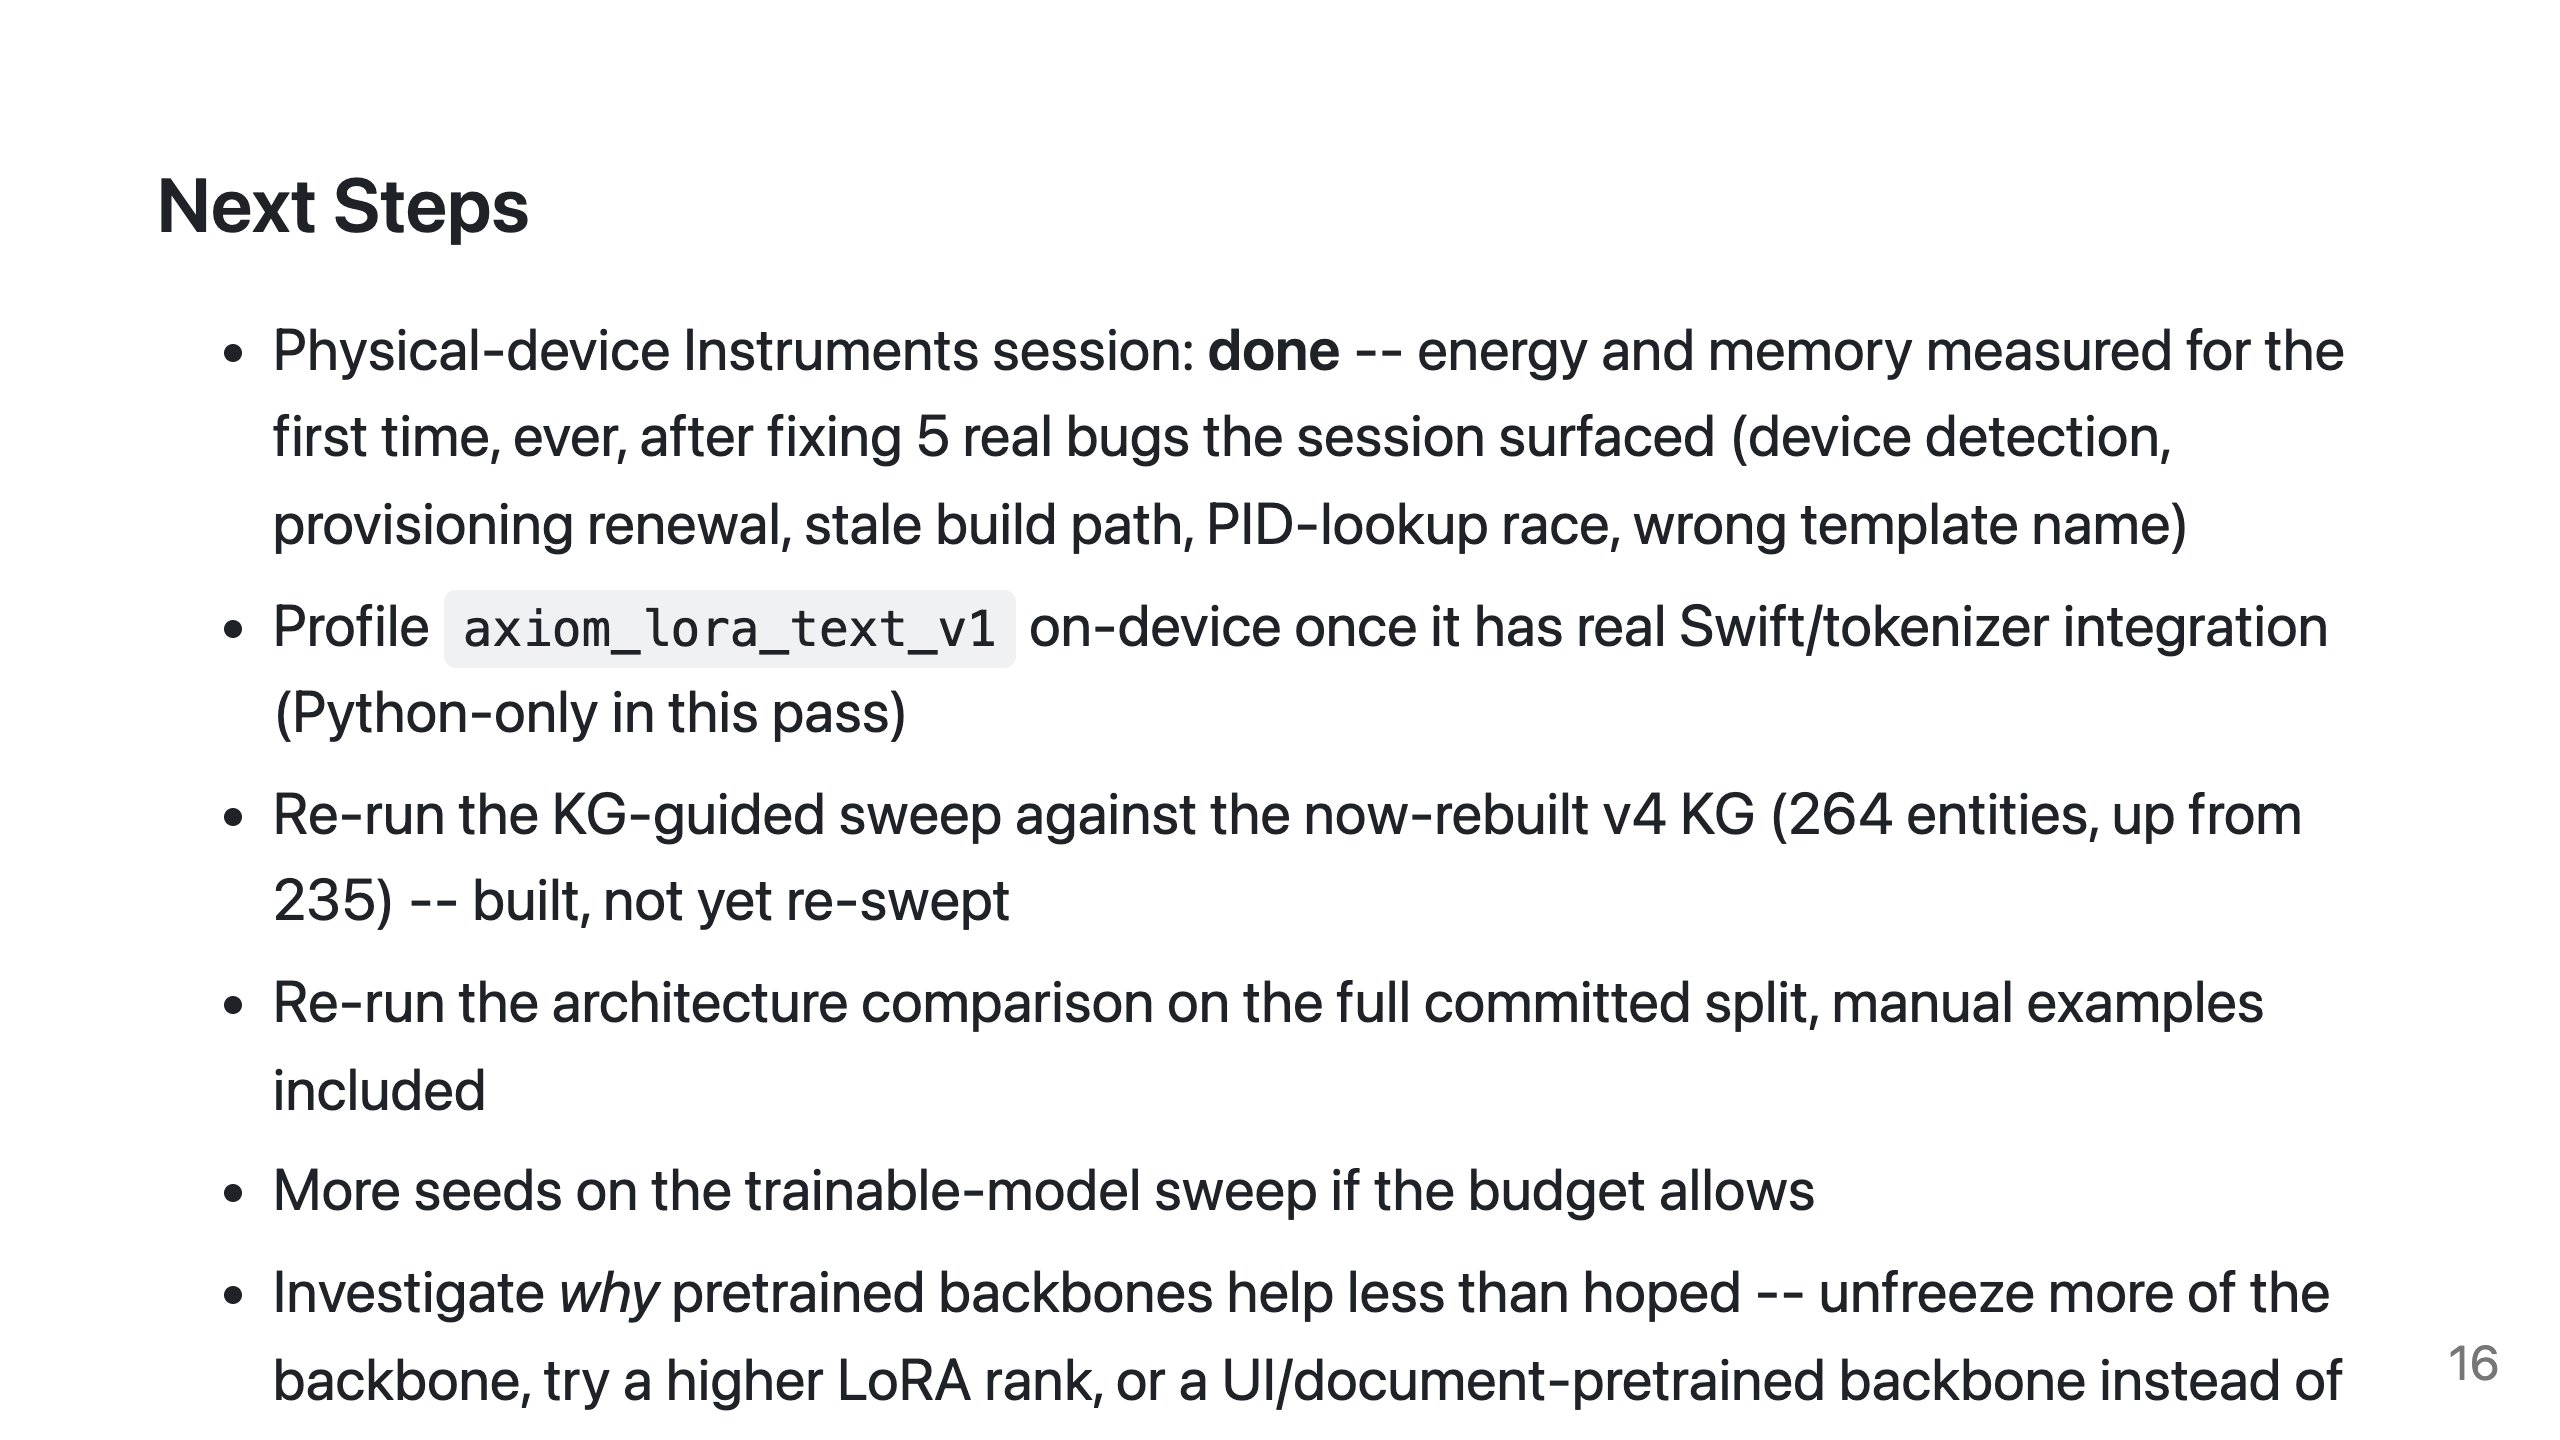 Next Steps
• Physical-device Instruments session: done -- energy and memory measured for the
first time, ever, after fixing 5 real bugs the session surfaced (device detection,
provisioning renewal, stale build path, PID-lookup race, wrong template name)
• Profile axiom_lora_text_v1 on-device once it has real Swift/tokenizer integration
(Python-only in this pass)
• Re-run the KG-guided sweep against the now-rebuilt v4 KG (264 entities, up from
235) -- built, not yet re-swept
• Re-run the architecture comparison on the full committed split, manual examples
included
• More seeds on the trainable-model sweep if the budget allows
• Investigate why pretrained backbones help less than hoped -- unfreeze more of the
backbone, try a higher LoRA rank, or a UI/document-pretrained backbone instead of
16